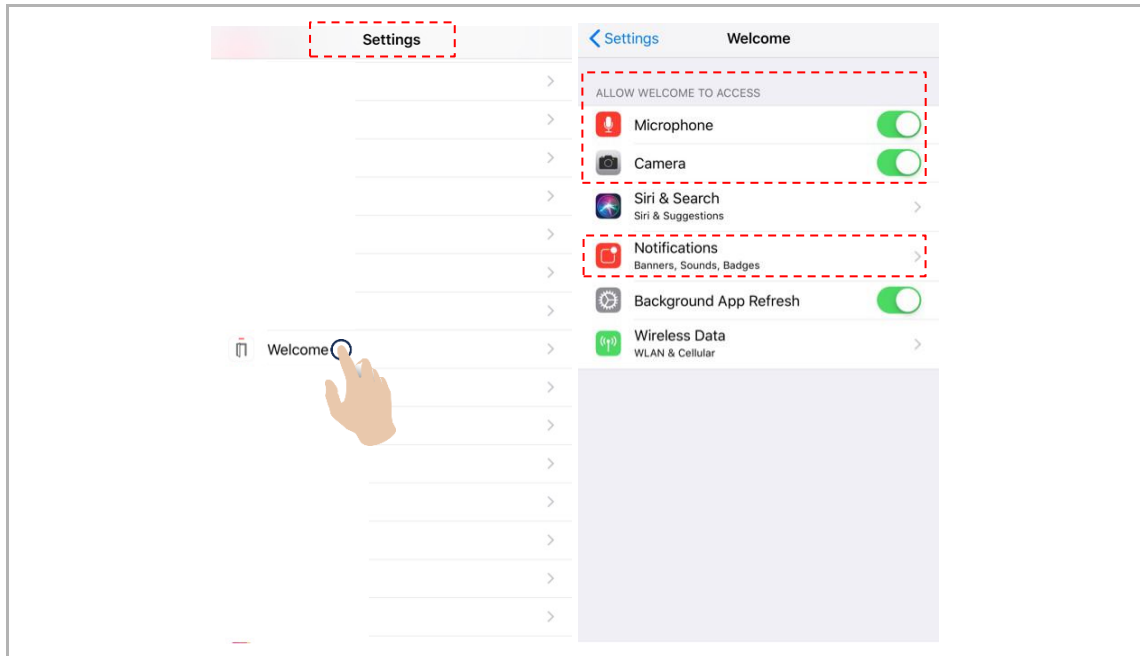 Settings
Welcome
Settings
Welcome
ALLOW WELCOME TO ACCESS
Microphone
Camera
Siri & Search
Siri & Suggestions
Notifications
Banners, Sounds, Badges
Background App Refresh
Wireless Data
WLAN & Cellular